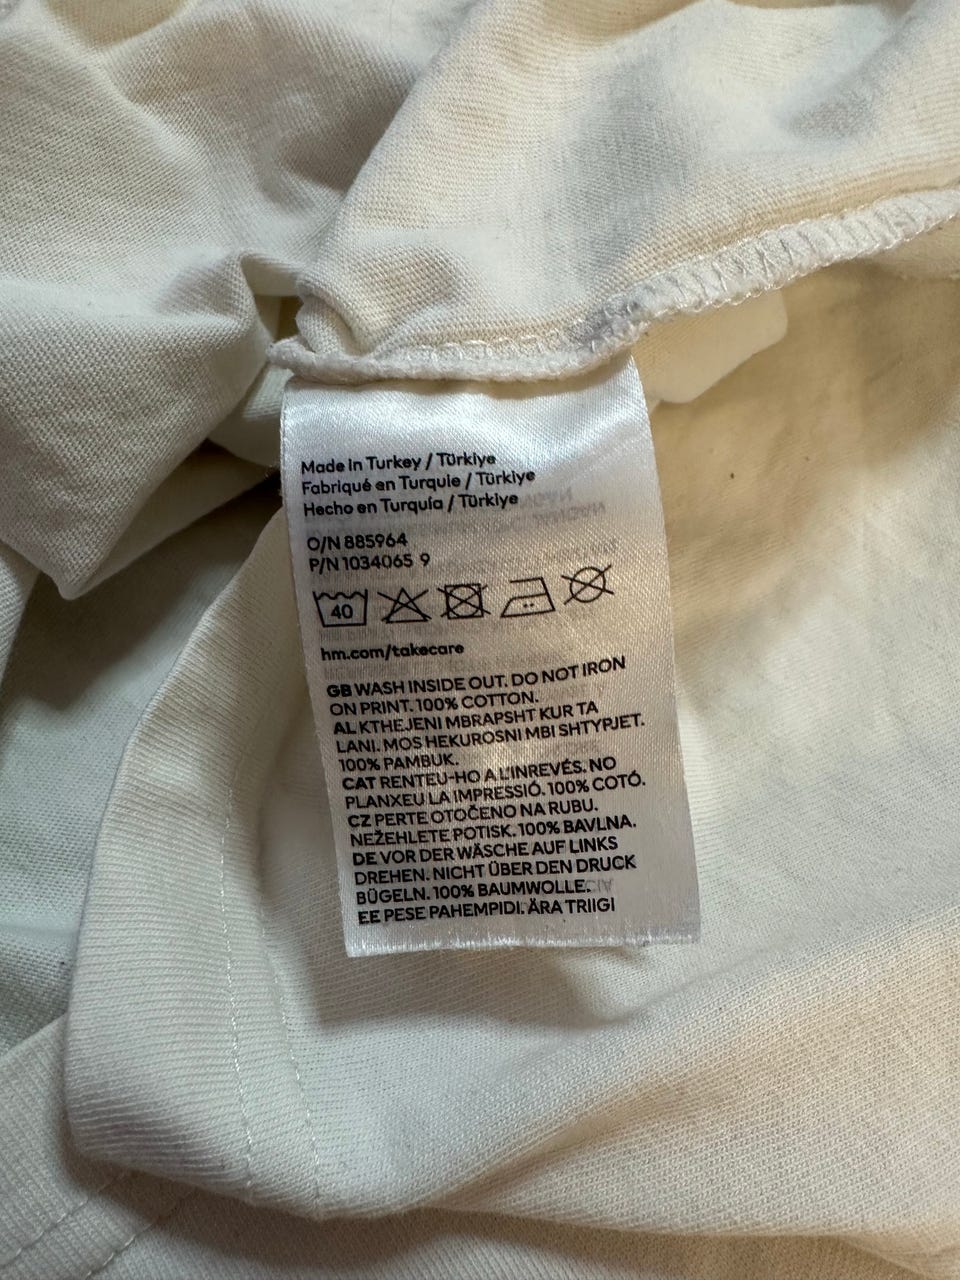 Made in Turkey / Türkiye
Fabriqué en Turquie / Türkiye
Hecho en Turquía / Türkiye
O/N 885964
P/N 1034065 9
40
hm.com/takecare
GB WASH INSIDE OUT. DO NOT IRON
ON PRINT. 100% COTTON.
AL KTHEJENI MBRAPSHT KUR TA
LANI. MOS HEKUROSNI MBI SHTYPJET.
100% PAMBUK.
CAT RENTEU-HO A L'INREVÉS. NO
PLANXEU LA IMPRESSIÓ. 100% COTÓ.
CZ PERTE OTOČENO NA RUBU.
NEŽEHLETE POTISK. 100% BAVLNA.
DE VOR DER WÄSCHE AUF LINKS
DREHEN. NICHT ÜBER DEN DRUCK
BÜGELN. 100% BAUMWOLLE.
EE PESE PAHEMPIDI. ÄRA TRIIGI